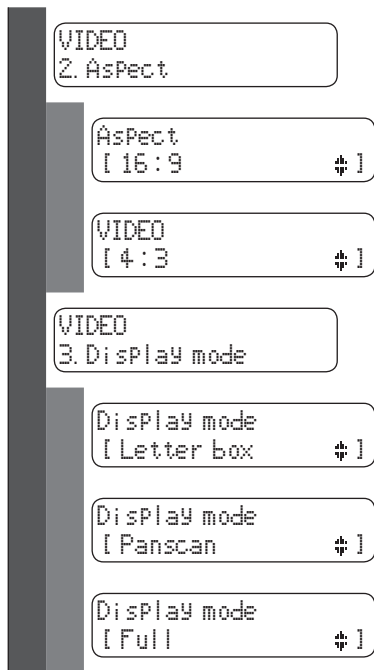 VIDEO
2. Aspect
Aspect
[ 16:9 ]
VIDEO
[ 4:3 ]
VIDEO
3. Display mode
Display mode
[ Letter box ]
Display mode
[ Panscan ]
Display mode
[ Full ]